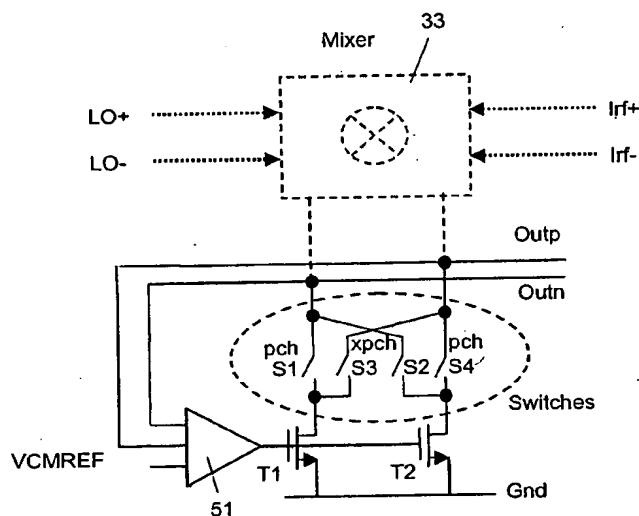 33
Mixer
LO+
Irf+
LO-
Irf-
Outp
Outn
pch
xpch
pch
S1
S3
S2
S4
Switches
VCMREF
T1
T2
51
Gnd